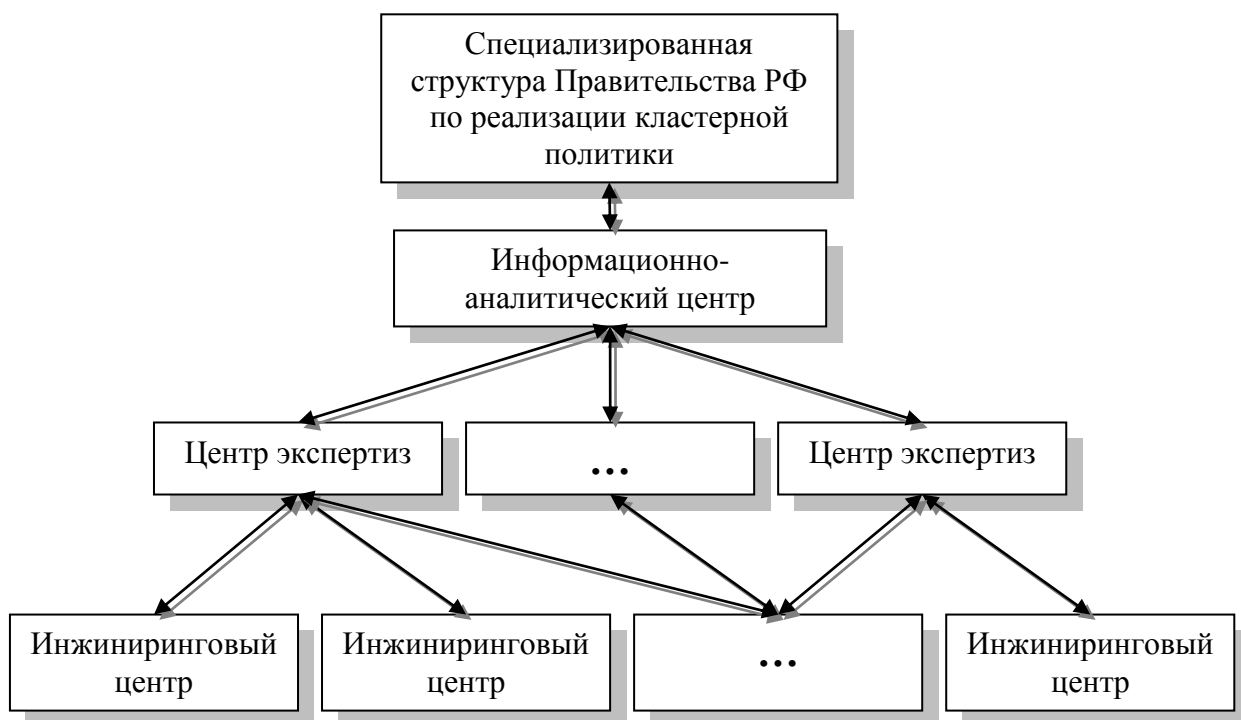 Специализированная
структура Правительства РФ
по реализации кластерной
политики
Информационно-
аналитический центр
Центр экспертиз
...
Центр экспертиз
Инжиниринговый
центр
Инжиниринговый
центр
...
Инжиниринговый
центр